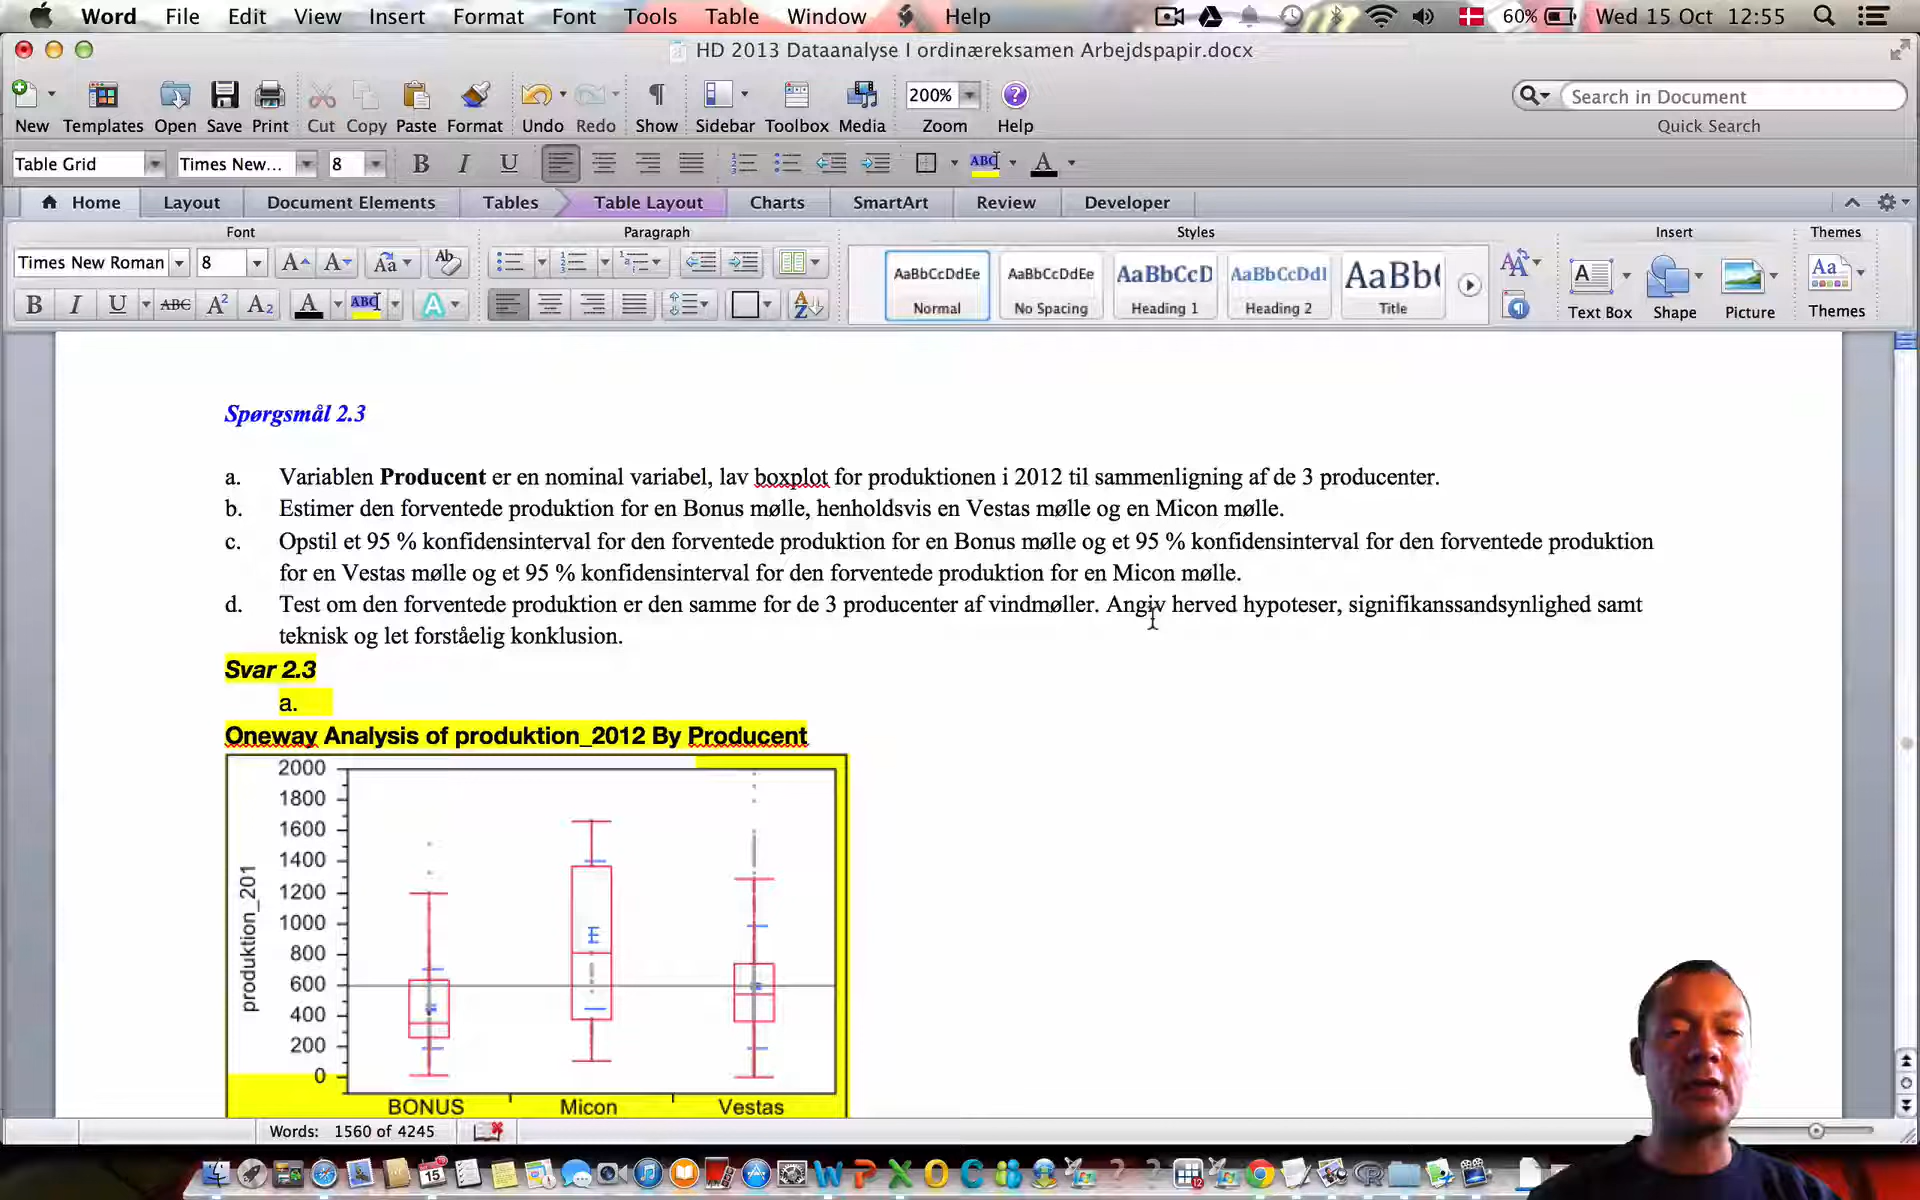 Word File Edit View Insert Format Font Tools Table Window Help 60% Wed 15 Oct 12:55
HD 2013 Dataanalyse I ordinæreksamen Arbejdspapir.docx
200% Search in Document
New Templates Open Save Print Cut Copy Paste Format Undo Redo Show Sidebar Toolbox Media Zoom Help Quick Search
Table Grid Times New... 8 B I U ABC A
Home Layout Document Elements Tables Table Layout Charts SmartArt Review Developer
Font Paragraph Styles Insert Themes
Times New Roman 8 A A Aa Ab AaBbCcDdEe AaBbCcDdEe AaBbCcD AaBbCcDdI AaBb( A Aa
B I U ABC A² A₂ A ABC A Normal No Spacing Heading 1 Heading 2 Title Text Box Shape Picture Themes
Spørgsmål 2.3
a. Variablen Producent er en nominal variabel, lav boxplot for produktionen i 2012 til sammenligning af de 3 producenter.
b. Estimer den forventede produktion for en Bonus mølle, henholdsvis en Vestas mølle og en Micon mølle.
c. Opstil et 95 % konfidensinterval for den forventede produktion for en Bonus mølle og et 95 % konfidensinterval for den forventede produktion
for en Vestas mølle og et 95 % konfidensinterval for den forventede produktion for en Micon mølle.
d. Test om den forventede produktion er den samme for de 3 producenter af vindmøller. Angiv herved hypoteser, signifikanssandsynlighed samt
teknisk og let forståelig konklusion.
Svar 2.3
a.
Oneway Analysis of produktion_2012 By Producent
produktion_201
2000
1800
1600
1400
1200
1000
800
600
400
200
0
BONUS Micon Vestas
Words: 1560 of 4245